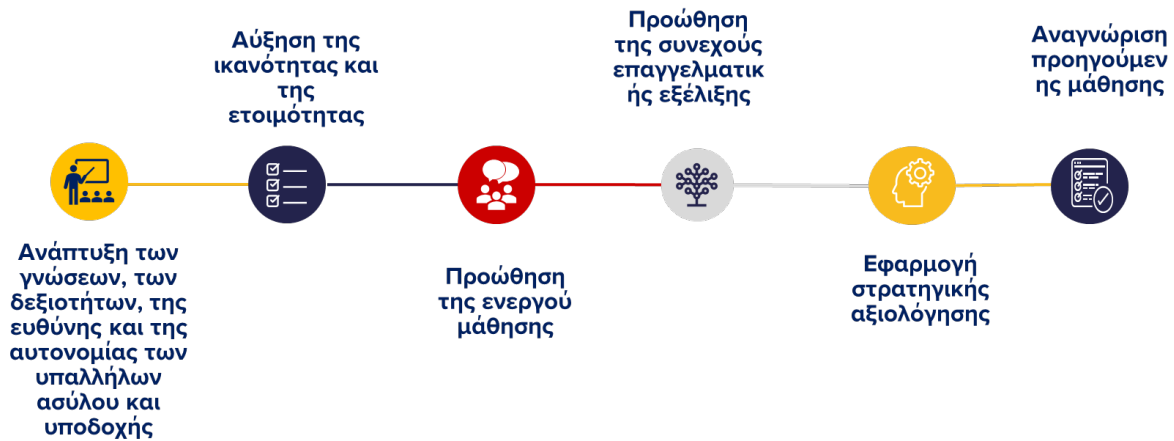 Ανάπτυξη των
γνώσεων, των
δεξιοτήτων, της
ευθύνης και της
αυτονομίας των
υπαλλήλων
ασύλου και
υποδοχής
Αύξηση της
ικανότητας και
της
ετοιμότητας
Προώθηση
της ενεργού
μάθησης
Προώθηση
της συνεχούς
επαγγελματικ
ής εξέλιξης
Εφαρμογή
στρατηγικής
αξιολόγησης
Αναγνώριση
προηγούμεν
ης μάθησης